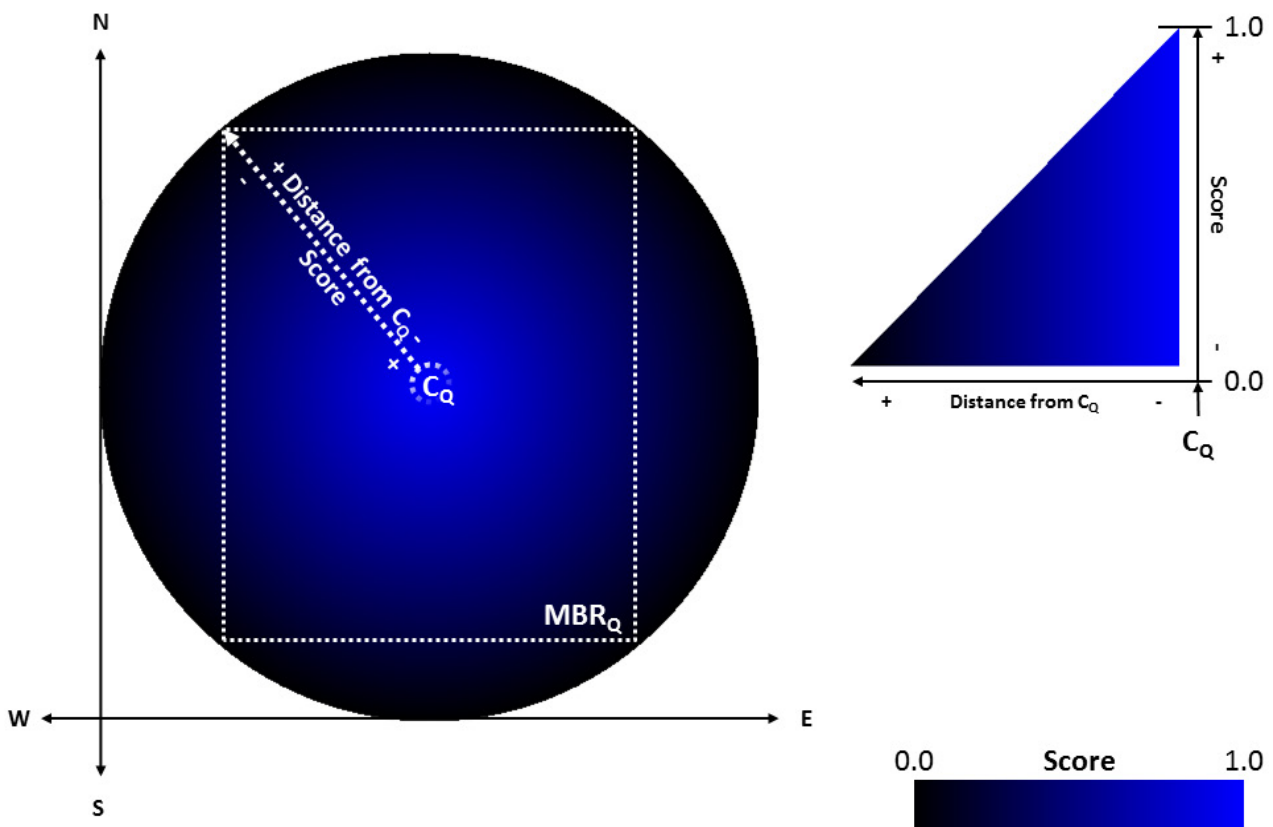 N
W
E
S
+ Distance from CQ -
- Score +
CQ
MBRQ
1.0
+
Score
-
0.0
+ Distance from CQ -
CQ
0.0 Score 1.0